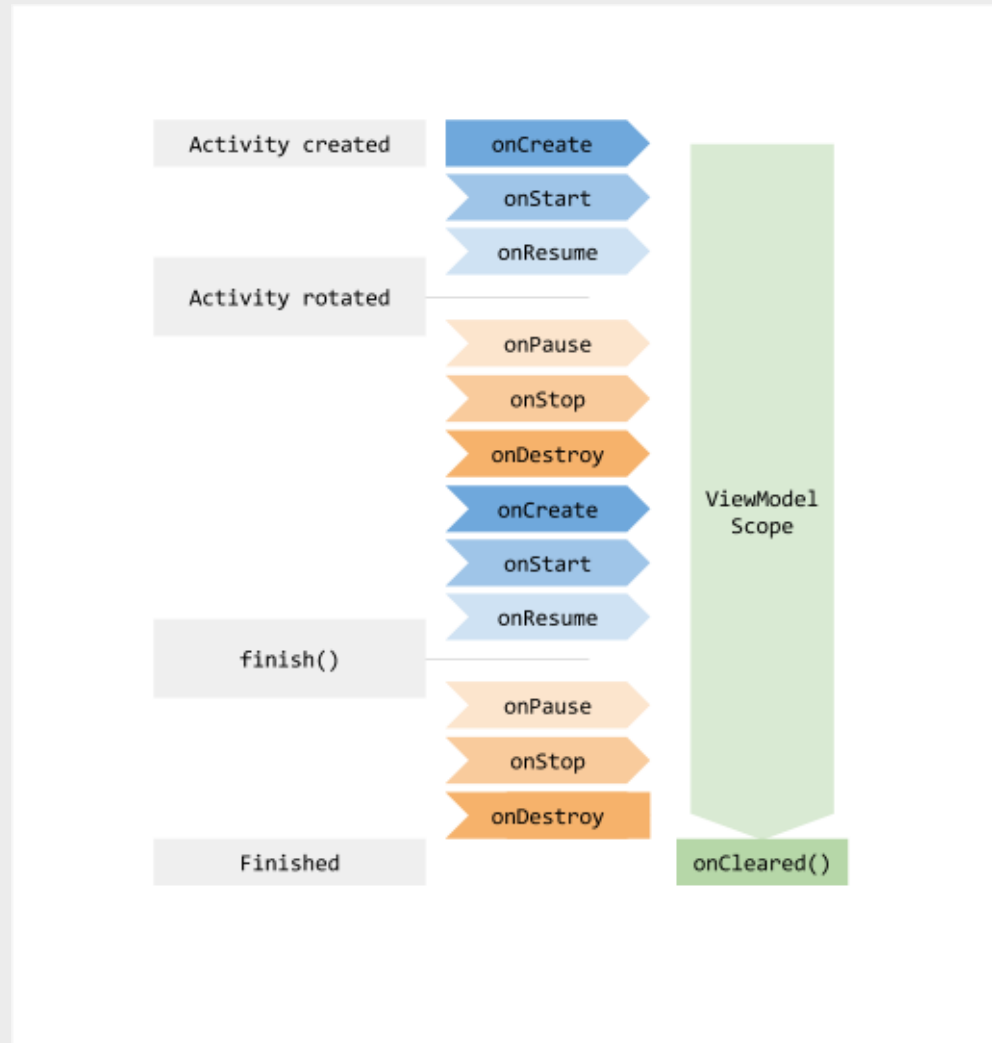 Activity created
onCreate
onStart
onResume
Activity rotated
onPause
onStop
onDestroy
onCreate
onStart
onResume
ViewModel
Scope
finish()
onPause
onStop
onDestroy
Finished
onCleared()